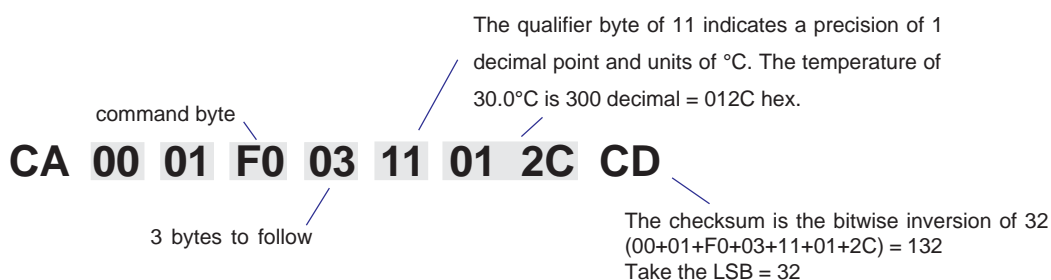 The qualifier byte of 11 indicates a precision of 1
decimal point and units of °C. The temperature of
30.0°C is 300 decimal = 012C hex.
command byte
CA 00 01 F0 03 11 01 2C CD
3 bytes to follow
The checksum is the bitwise inversion of 32
(00+01+F0+03+11+01+2C) = 132
Take the LSB = 32